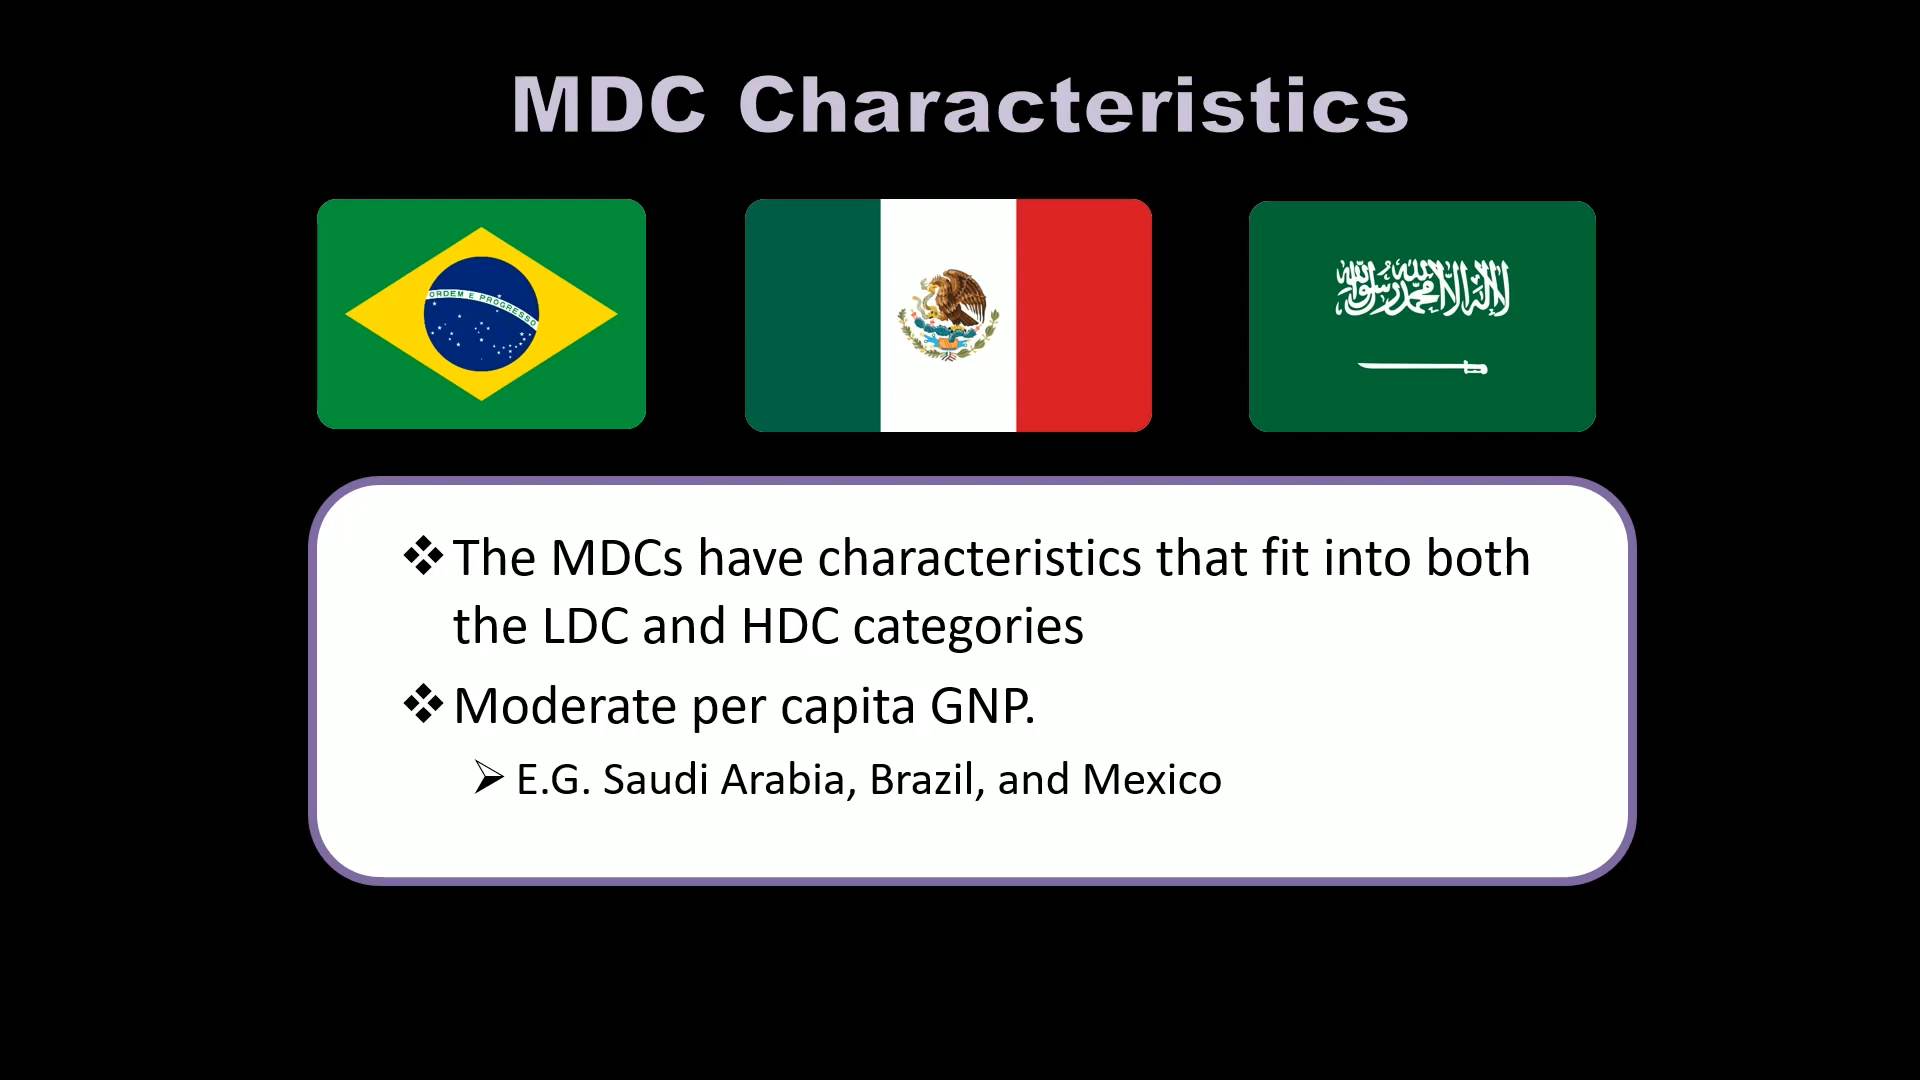 MDC Characteristics
ORDEM E PROGRESSO
لا إله إلا الله محمد رسول الله
The MDCs have characteristics that fit into both
the LDC and HDC categories
Moderate per capita GNP.
E.G. Saudi Arabia, Brazil, and Mexico